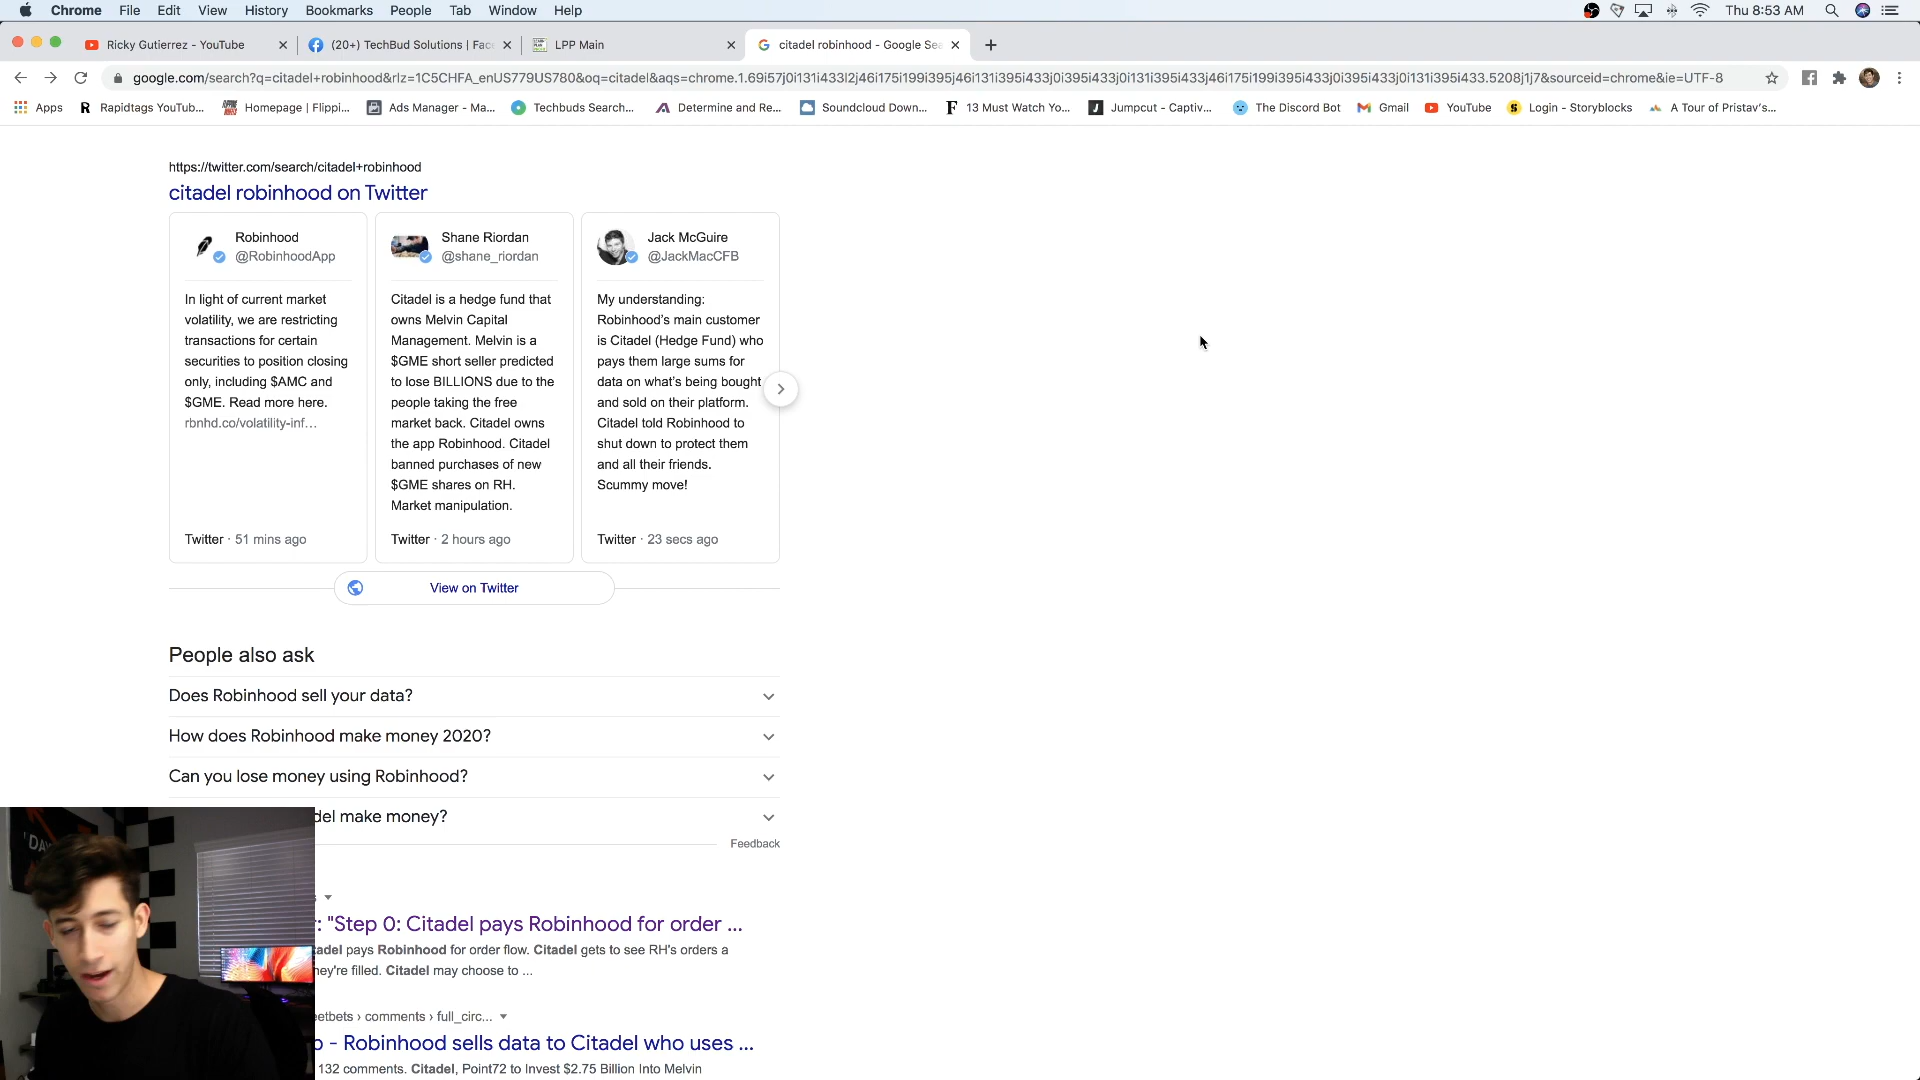 Chrome File Edit View History Bookmarks People Tab Window Help Thu 8:53 AM
Ricky Gutierrez - YouTube (20+) TechBud Solutions | Fac LPP Main citadel robinhood - Google Sea
google.com/search?q=citadel+robinhood&rlz=1C5CHFA_enUS779US780&oq=citadel&aqs=chrome.1.69i57j0i131i433l2j46i175i199i395j46i131i395i433j0i395i433j0i131i395i433j46i175i199i395i433j0i395i433j0i131i395i433.5208j1j7&sourceid=chrome&ie=UTF-8
Apps Rapidtags YouTub... Homepage | Flippi... Ads Manager - Ma... Techbuds Search... Determine and Re... Soundcloud Down... 13 Must Watch Yo... Jumpcut - Captiv... The Discord Bot Gmail YouTube Login - Storyblocks A Tour of Pristav's...
https://twitter.com/search/citadel+robinhood
citadel robinhood on Twitter
Robinhood
@RobinhoodApp
In light of current market
volatility, we are restricting
transactions for certain
securities to position closing
only, including $AMC and
$GME. Read more here.
rbnhd.co/volatility-inf...
Twitter · 51 mins ago
Shane Riordan
@shane_riordan
Citadel is a hedge fund that
owns Melvin Capital
Management. Melvin is a
$GME short seller predicted
to lose BILLIONS due to the
people taking the free
market back. Citadel owns
the app Robinhood. Citadel
banned purchases of new
$GME shares on RH.
Market manipulation.
Twitter · 2 hours ago
Jack McGuire
@JackMacCFB
My understanding:
Robinhood's main customer
is Citadel (Hedge Fund) who
pays them large sums for
data on what's being bought
and sold on their platform.
Citadel told Robinhood to
shut down to protect them
and all their friends.
Scummy move!
Twitter · 23 secs ago
View on Twitter
People also ask
Does Robinhood sell your data?
How does Robinhood make money 2020?
Can you lose money using Robinhood?
del make money?
Feedback
: "Step 0: Citadel pays Robinhood for order ...
adel pays Robinhood for order flow. Citadel gets to see RH's orders a
hey're filled. Citadel may choose to ...
eetbets › comments › full_circ...
- Robinhood sells data to Citadel who uses ...
132 comments. Citadel, Point72 to Invest $2.75 Billion Into Melvin